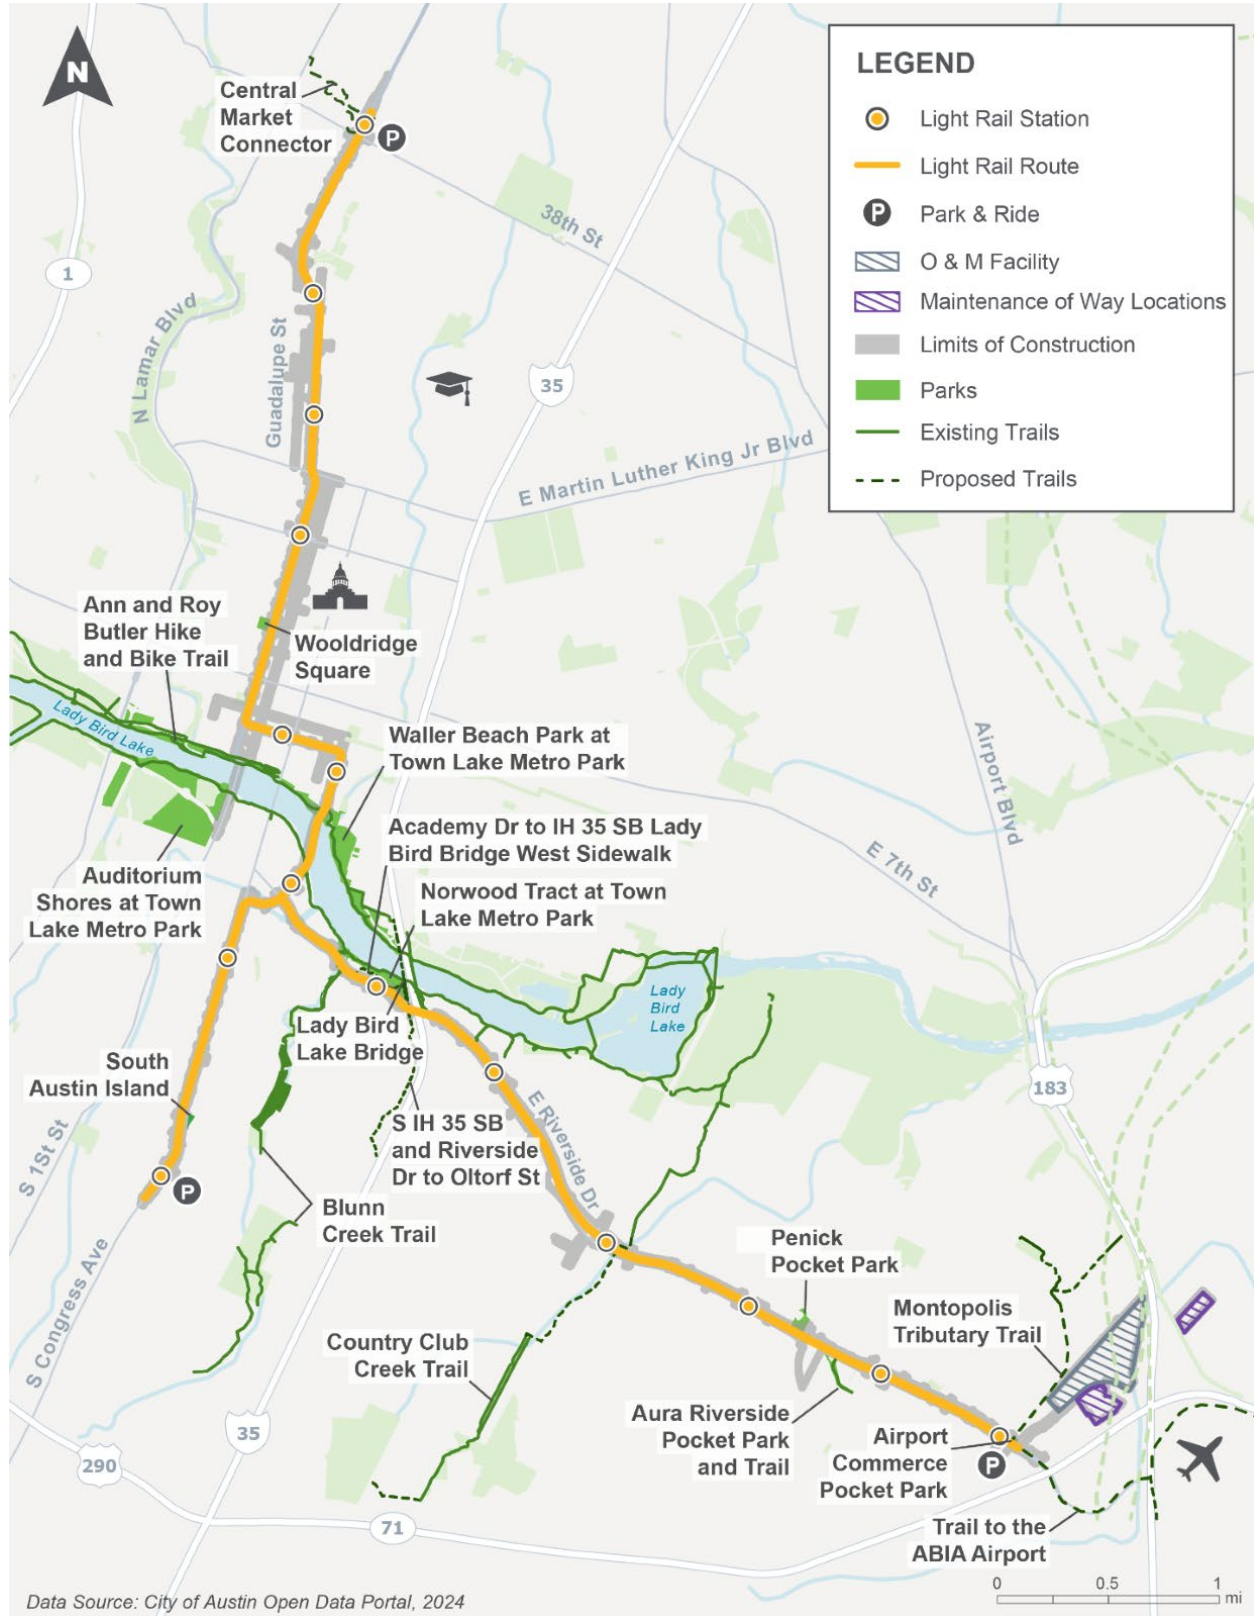 N
Central
Market
Connector
P
LEGEND
Light Rail Station
Light Rail Route
P
Park & Ride
O & M Facility
Maintenance of Way Locations
Limits of Construction
Parks
Existing Trails
Proposed Trails
38th St
1
N Lamar Blvd
Guadalupe St
35
E Martin Luther King Jr Blvd
Ann and Roy
Butler Hike
and Bike Trail
Wooldridge
Square
Lady Bird Lake
Waller Beach Park at
Town Lake Metro Park
Airport Blvd
Academy Dr to IH 35 SB Lady
Bird Bridge West Sidewalk
E 7th St
Auditorium
Shores at Town
Lake Metro Park
Norwood Tract at Town
Lake Metro Park
Lady
Bird
Lake
Lady Bird
Lake Bridge
South
Austin Island
183
S 1St St
S IH 35 SB
and Riverside
Dr to Oltorf St
E Riverside Dr
P
Blunn
Creek Trail
Penick
Pocket Park
S Congress Ave
Montopolis
Tributary Trail
Country Club
Creek Trail
Aura Riverside
Pocket Park
and Trail
Airport
Commerce
Pocket Park
P
35
290
71
Trail to the
ABIA Airport
0 0.5 1
mi
Data Source: City of Austin Open Data Portal, 2024